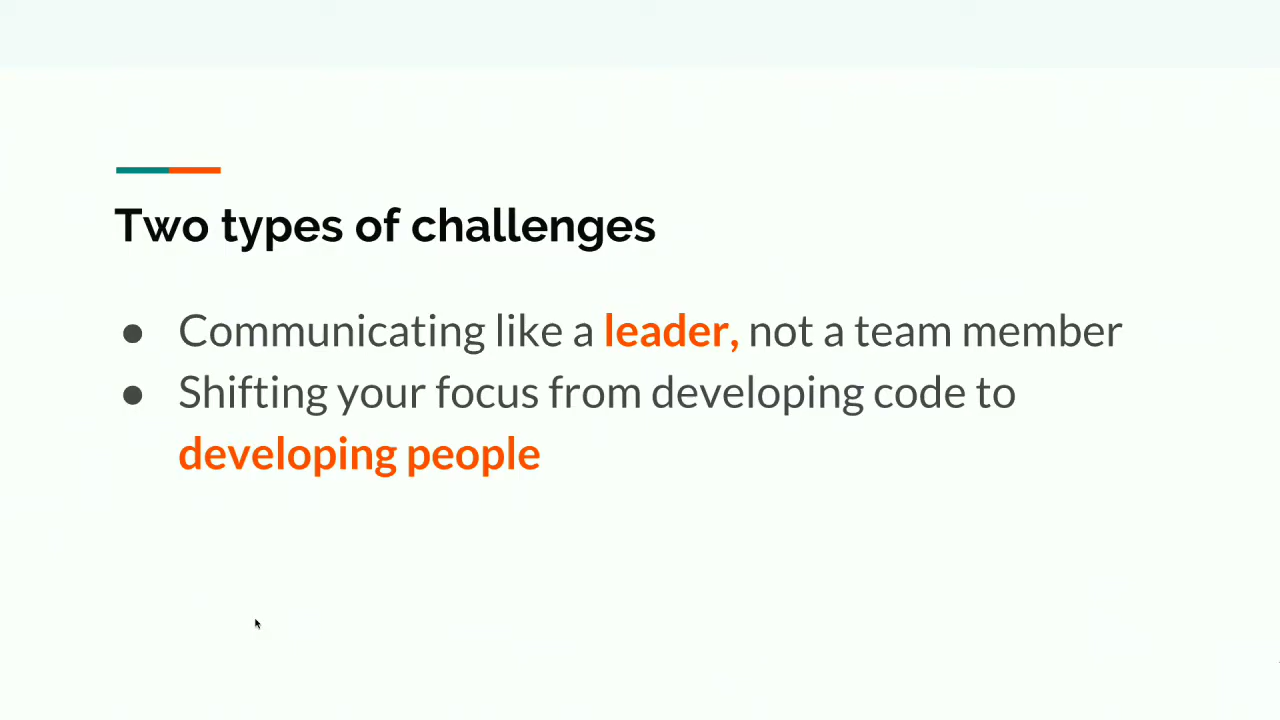 Two types of challenges
● Communicating like a leader, not a team member
● Shifting your focus from developing code to
developing people